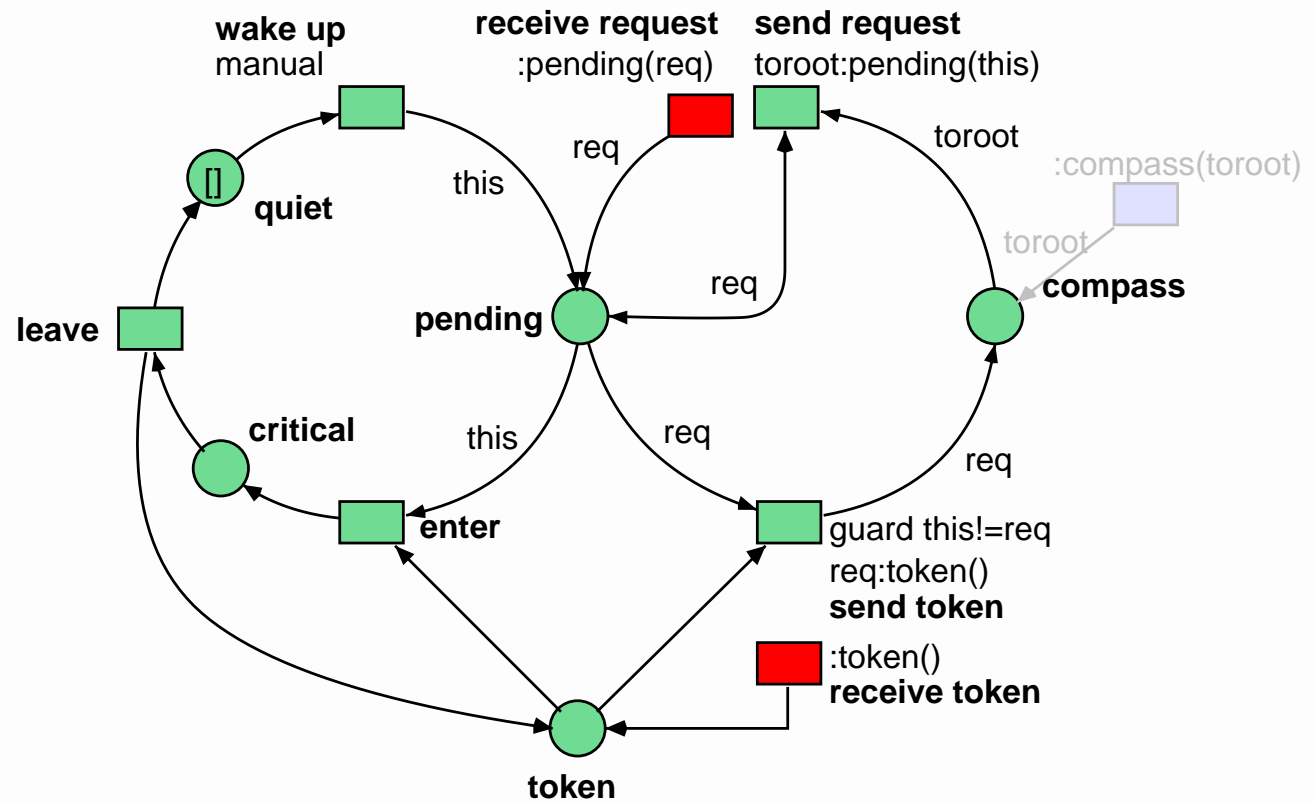 wake up
manual
receive request
:pending(req)
send request
toroot:pending(this)
req
toroot
:compass(toroot)
this
[]
quiet
toroot
req
compass
pending
leave
critical
this
req
req
enter
guard this!=req
req:token()
send token
:token()
receive token
token